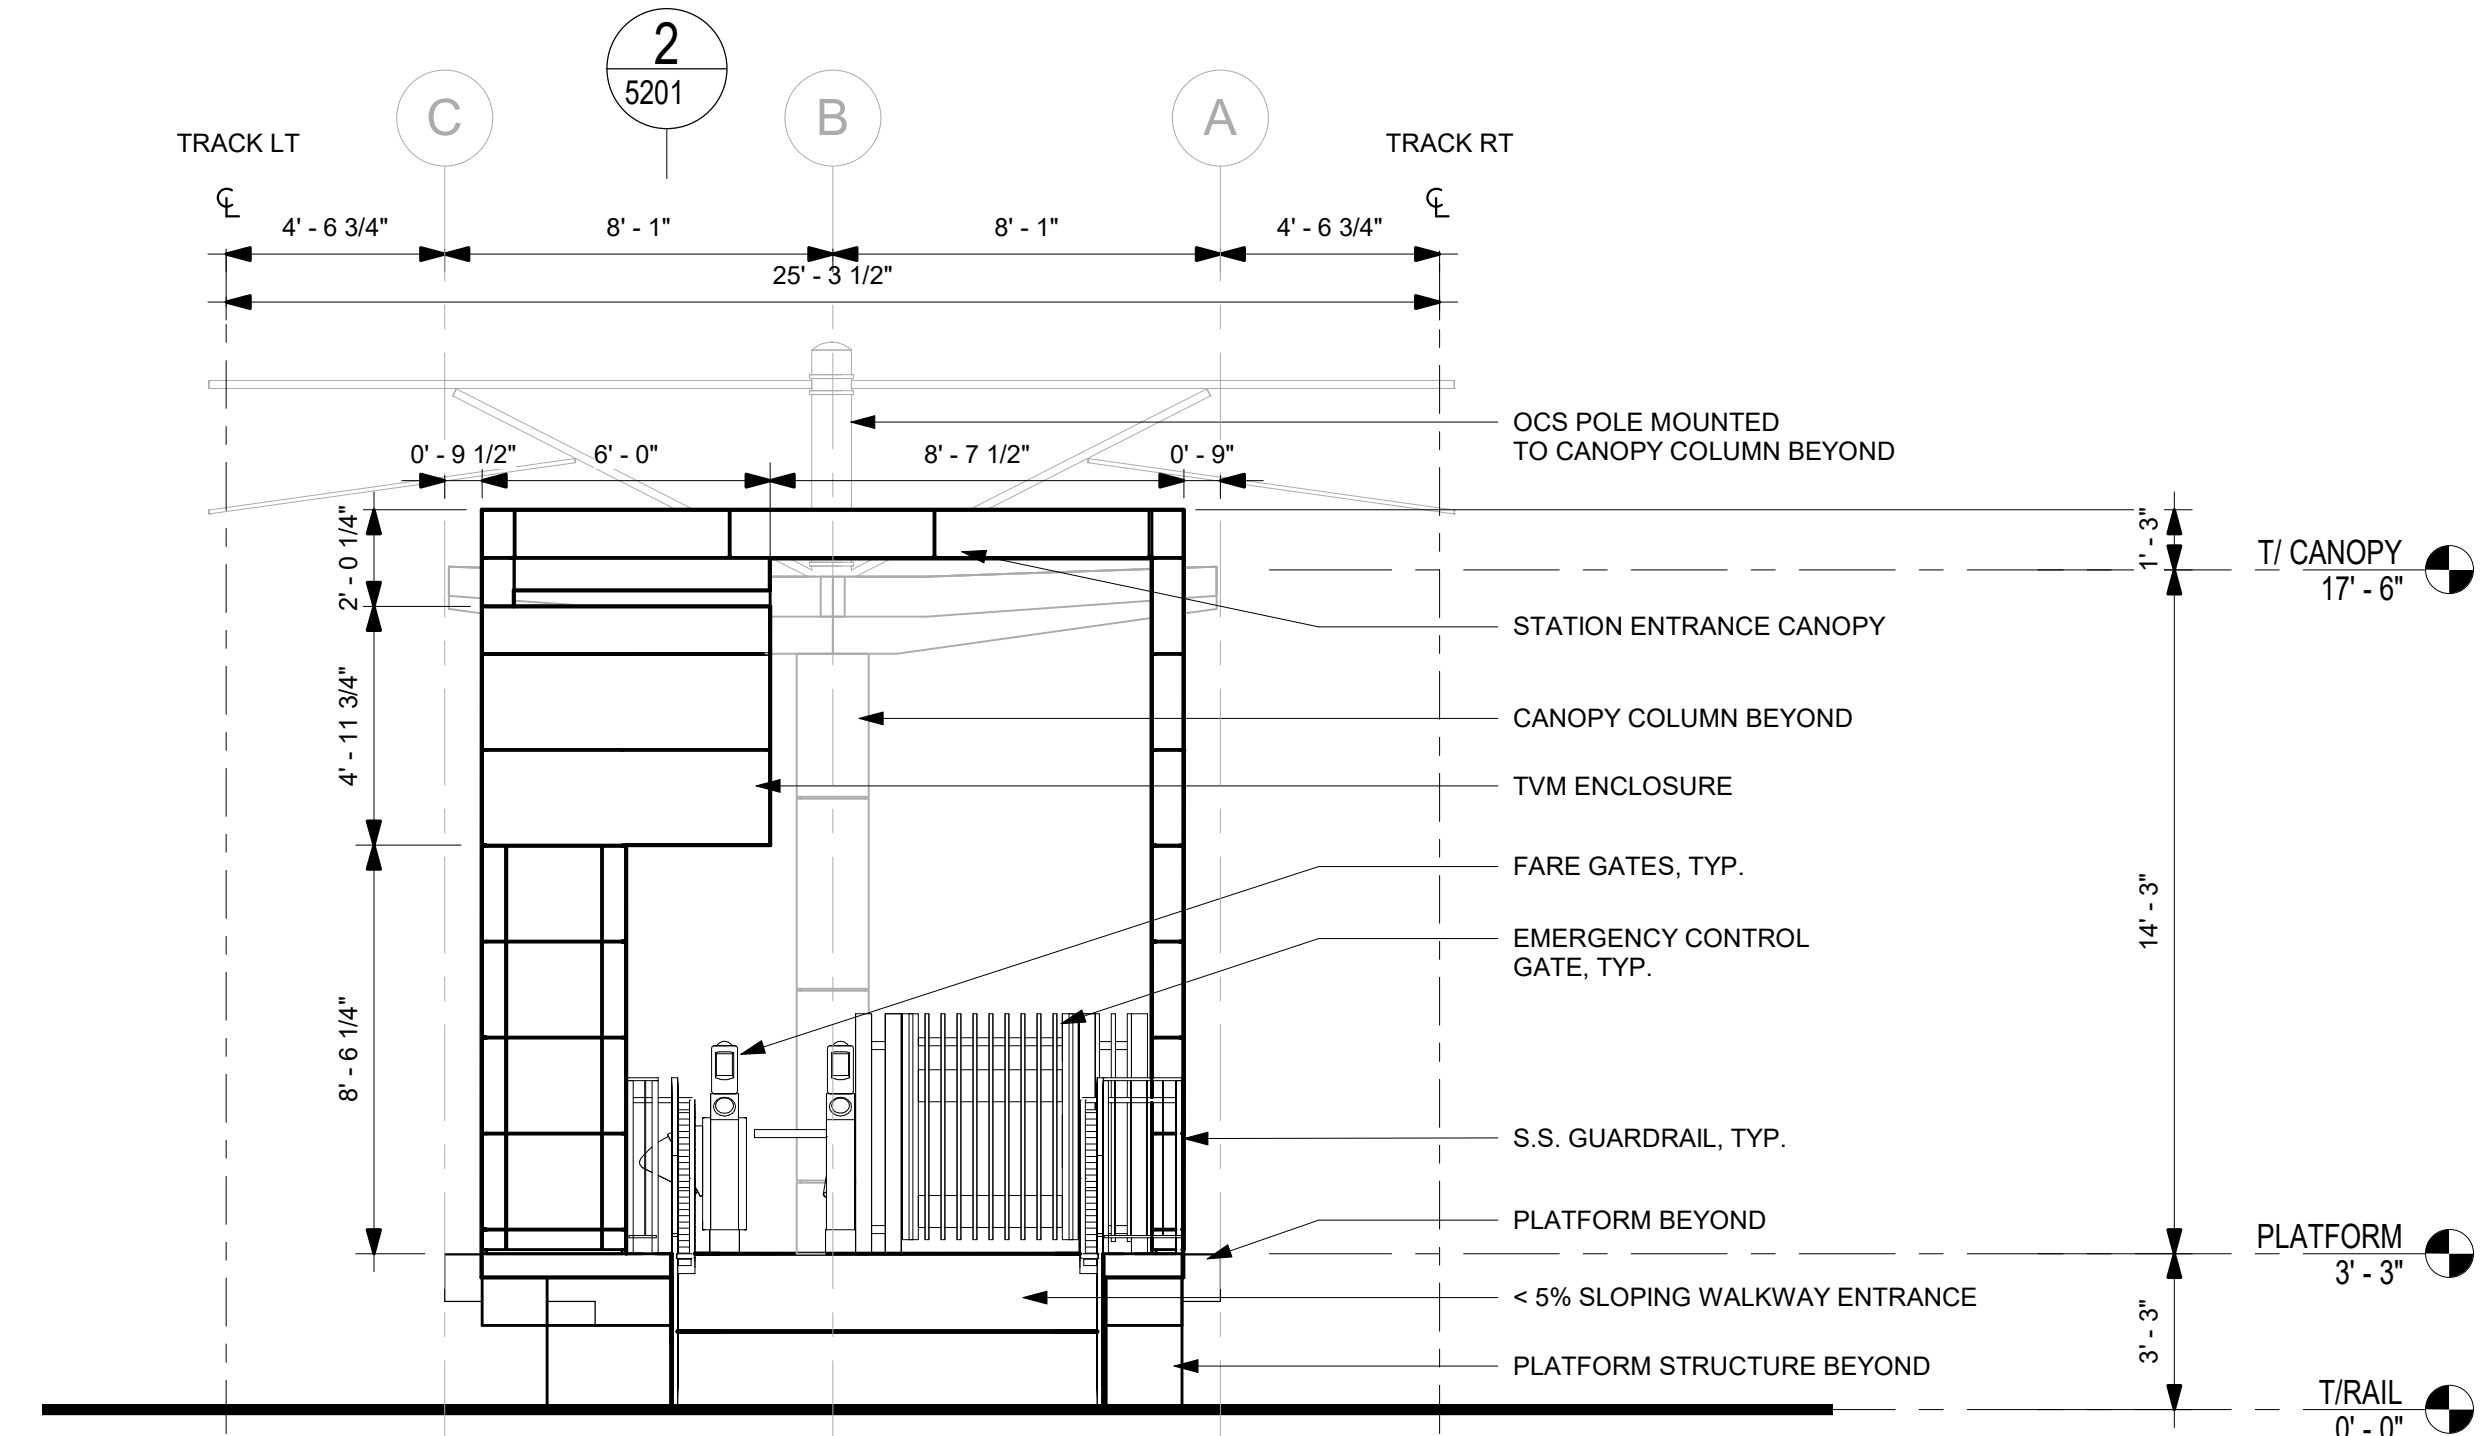 2
5201
C
B
A
TRACK LT
TRACK RT
℄
℄
4' - 6 3/4"
8' - 1"
8' - 1"
4' - 6 3/4"
25' - 3 1/2"
OCS POLE MOUNTED
TO CANOPY COLUMN BEYOND
0' - 9 1/2"
6' - 0"
8' - 7 1/2"
0' - 9"
2' - 0 1/4"
1' - 3"
T/ CANOPY
17' - 6"
STATION ENTRANCE CANOPY
4' - 11 3/4"
CANOPY COLUMN BEYOND
TVM ENCLOSURE
FARE GATES, TYP.
14' - 3"
EMERGENCY CONTROL
GATE, TYP.
8' - 6 1/4"
S.S. GUARDRAIL, TYP.
PLATFORM BEYOND
PLATFORM
3' - 3"
< 5% SLOPING WALKWAY ENTRANCE
3' - 3"
PLATFORM STRUCTURE BEYOND
T/RAIL
0' - 0"